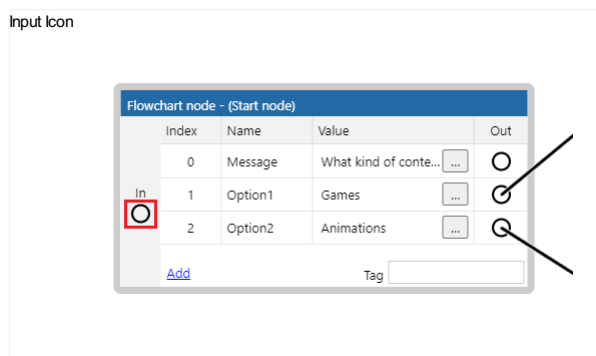 Input Icon
Flowchart node - (Start node)
Index Name Value Out
0 Message What kind of conte... ...
In
1 Option1 Games ...
2 Option2 Animations ...
Add Tag